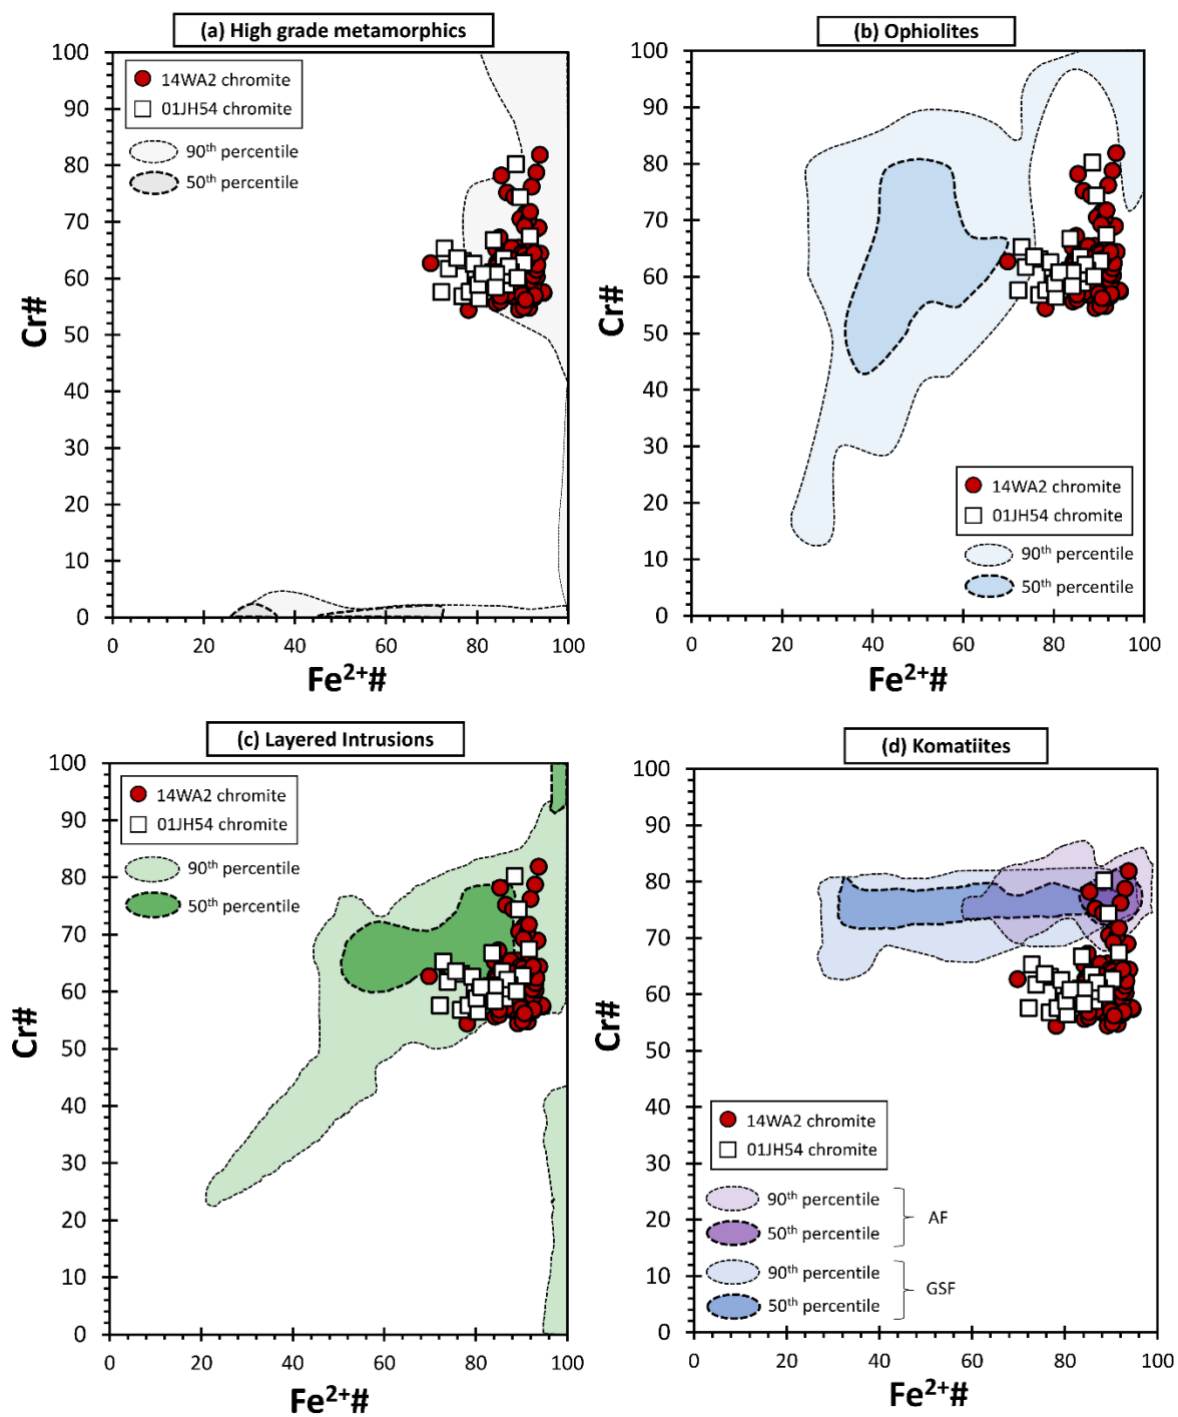 (a) High grade metamorphics
100
90
80
70
60
50
40
30
20
10
0
Cr#
14WA2 chromite
01JH54 chromite
90th percentile
50th percentile
0 20 40 60 80 100
Fe2+#
(b) Ophiolites
100
90
80
70
60
50
40
30
20
10
0
Cr#
14WA2 chromite
01JH54 chromite
90th percentile
50th percentile
0 20 40 60 80 100
Fe2+#
(c) Layered Intrusions
100
90
80
70
60
50
40
30
20
10
0
Cr#
14WA2 chromite
01JH54 chromite
90th percentile
50th percentile
0 20 40 60 80 100
Fe2+#
(d) Komatiites
100
90
80
70
60
50
40
30
20
10
0
Cr#
14WA2 chromite
01JH54 chromite
90th percentile
50th percentile
AF
90th percentile
50th percentile
GSF
0 20 40 60 80 100
Fe2+#